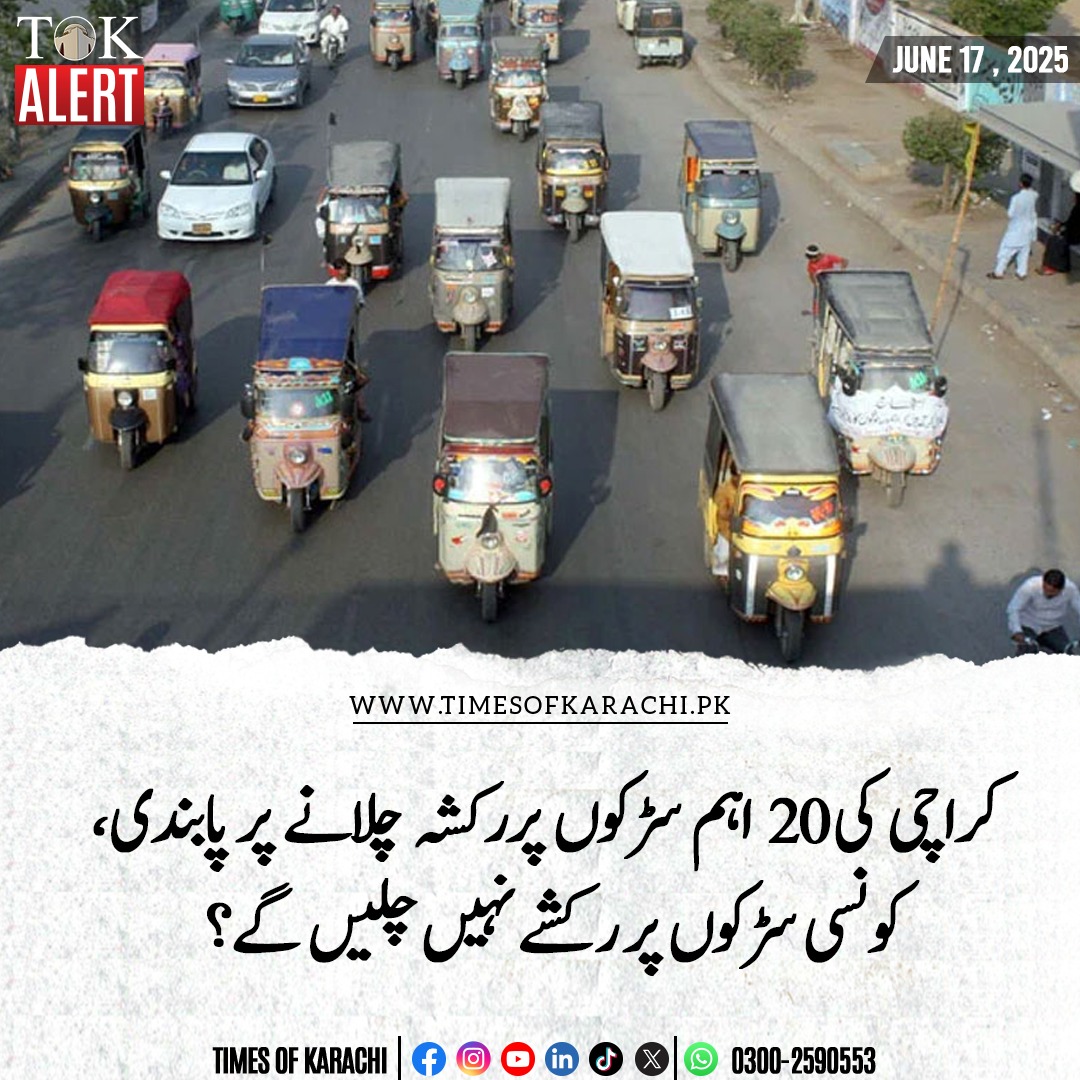 TOK
ALERT
JUNE 17 , 2025
WWW.TIMESOFKARACHI.PK
کراچی کی 20 اہم سڑکوں پر رکشہ چلانے پر پابندی،
کونسی سڑکوں پر رکشے نہیں چلیں گے؟
TIMES OF KARACHI 0300-2590553